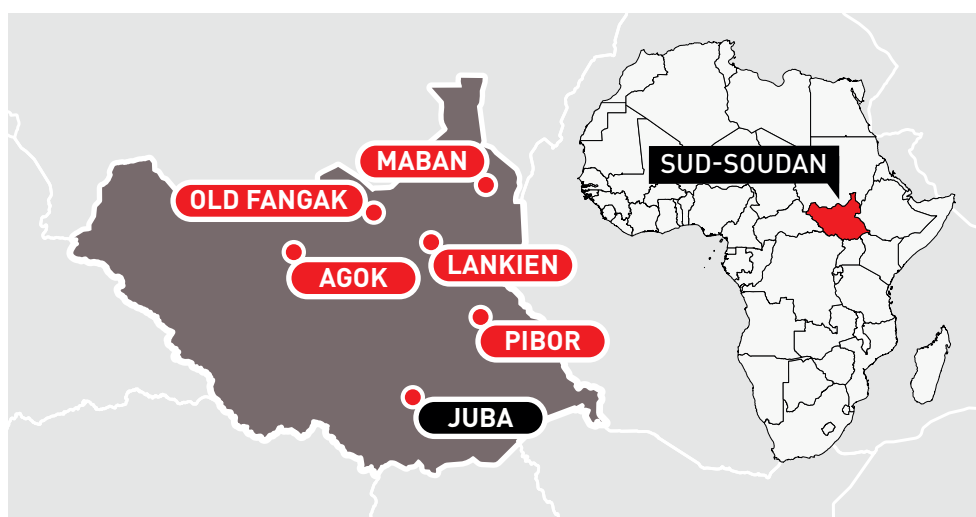 MABAN
OLD FANGAK
AGOK
LANKIEN
PIBOR
JUBA
SUD-SOUDAN